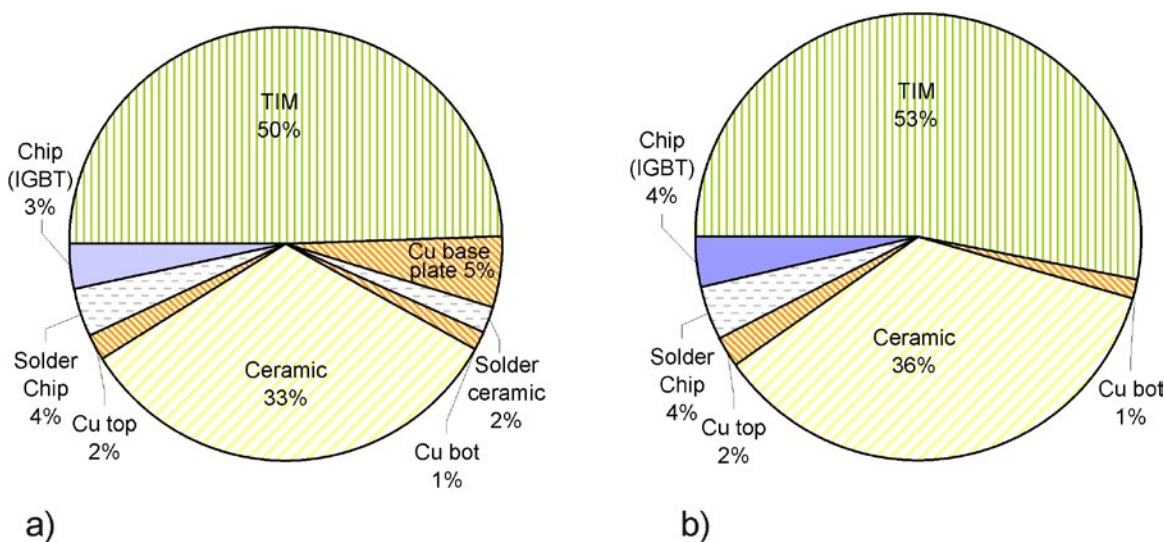 TIM
50%
Chip
(IGBT)
3%
Cu base
plate 5%
Solder
Chip
4%
Cu top
2%
Ceramic
33%
Solder
ceramic
2%
Cu bot
1%
a)
TIM
53%
Chip
(IGBT)
4%
Solder
Chip
4%
Cu top
2%
Ceramic
36%
Cu bot
1%
b)